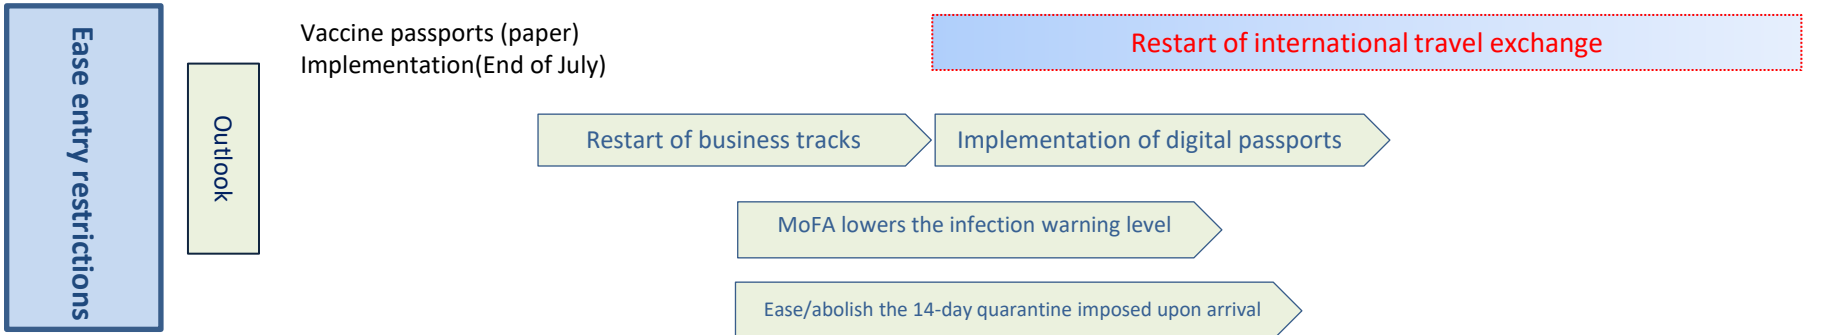 Ease entry restrictions
Outlook
Vaccine passports (paper)
Implementation(End of July)
Restart of international travel exchange
Restart of business tracks
Implementation of digital passports
MoFA lowers the infection warning level
Ease/abolish the 14-day quarantine imposed upon arrival